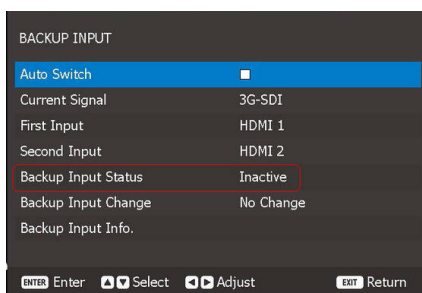 BACKUP INPUT
Auto Switch
Current Signal 3G-SDI
First Input HDMI 1
Second Input HDMI 2
Backup Input Status Inactive
Backup Input Change No Change
Backup Input Info.
ENTER Enter Select Adjust EXIT Return